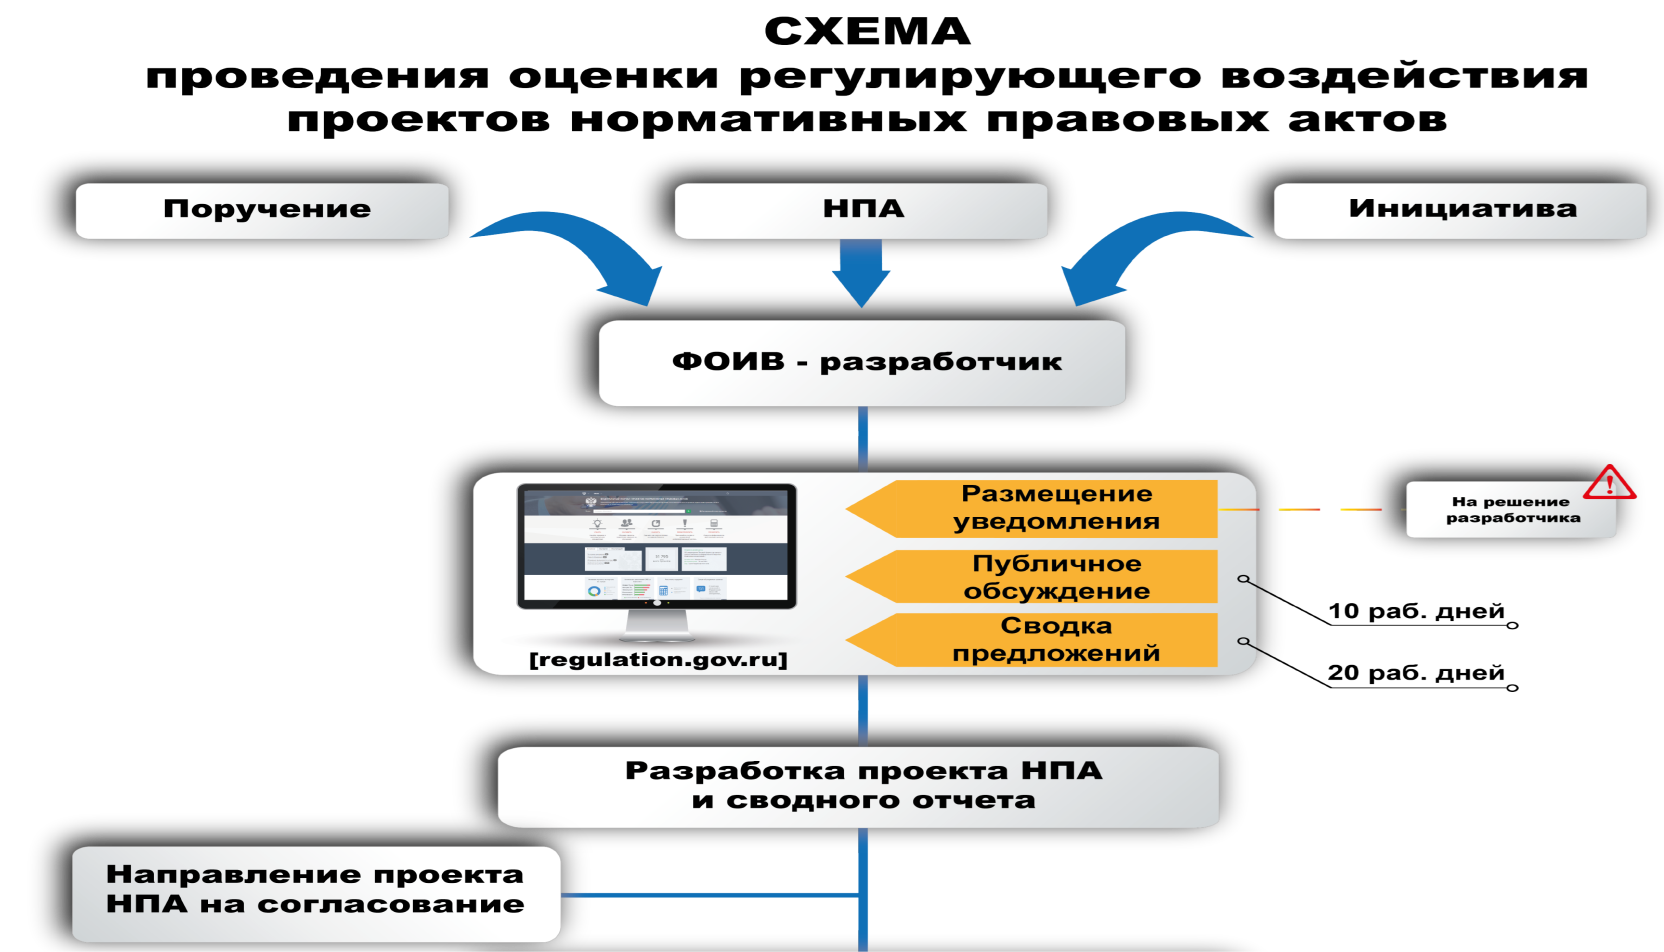 СХЕМА
проведения оценки регулирующего воздействия
проектов нормативных правовых актов
Поручение
НПА
Инициатива
ФОИВ - разработчик
Размещение
уведомления
На решение
разработчика
Публичное
обсуждение
10 раб. дней
Сводка
предложений
20 раб. дней
[regulation.gov.ru]
Разработка проекта НПА
и сводного отчета
Направление проекта
НПА на согласование